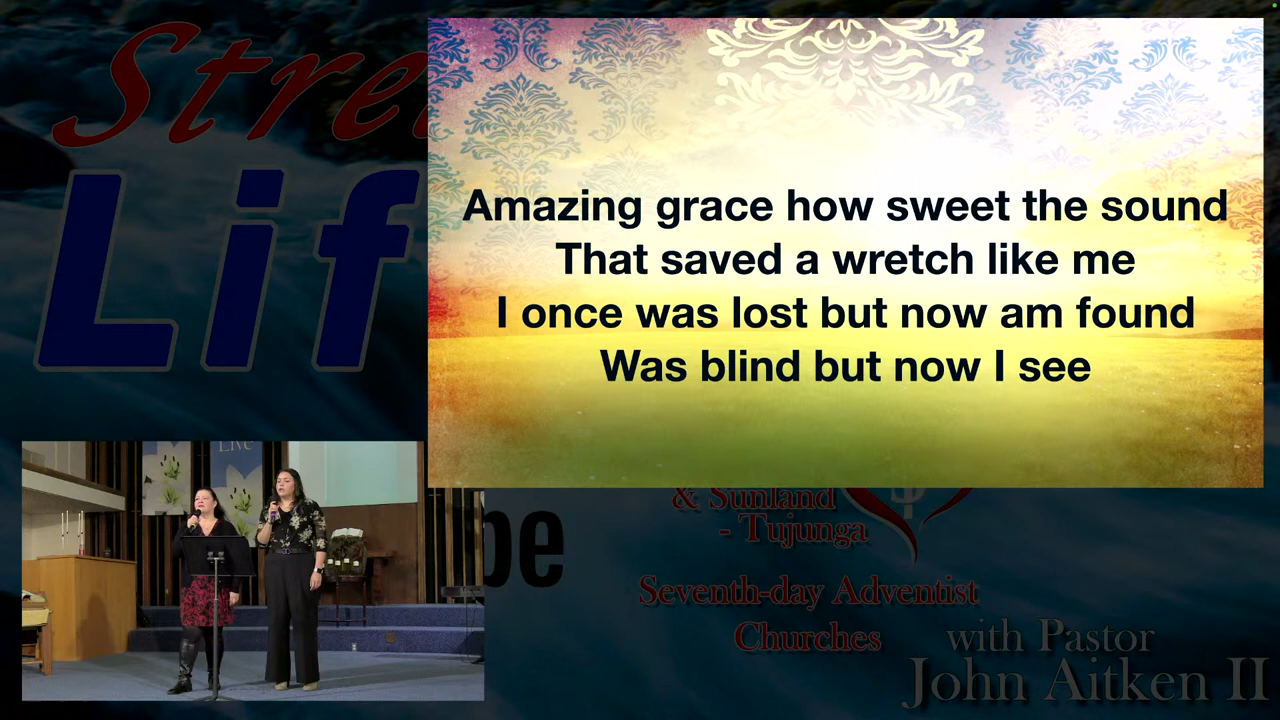 Amazing grace how sweet the sound
That saved a wretch like me
I once was lost but now am found
Was blind but now I see
Live
& Sunland
- Tujunga
Seventh-day Adventist
Churches
with Pastor
John Aitken II